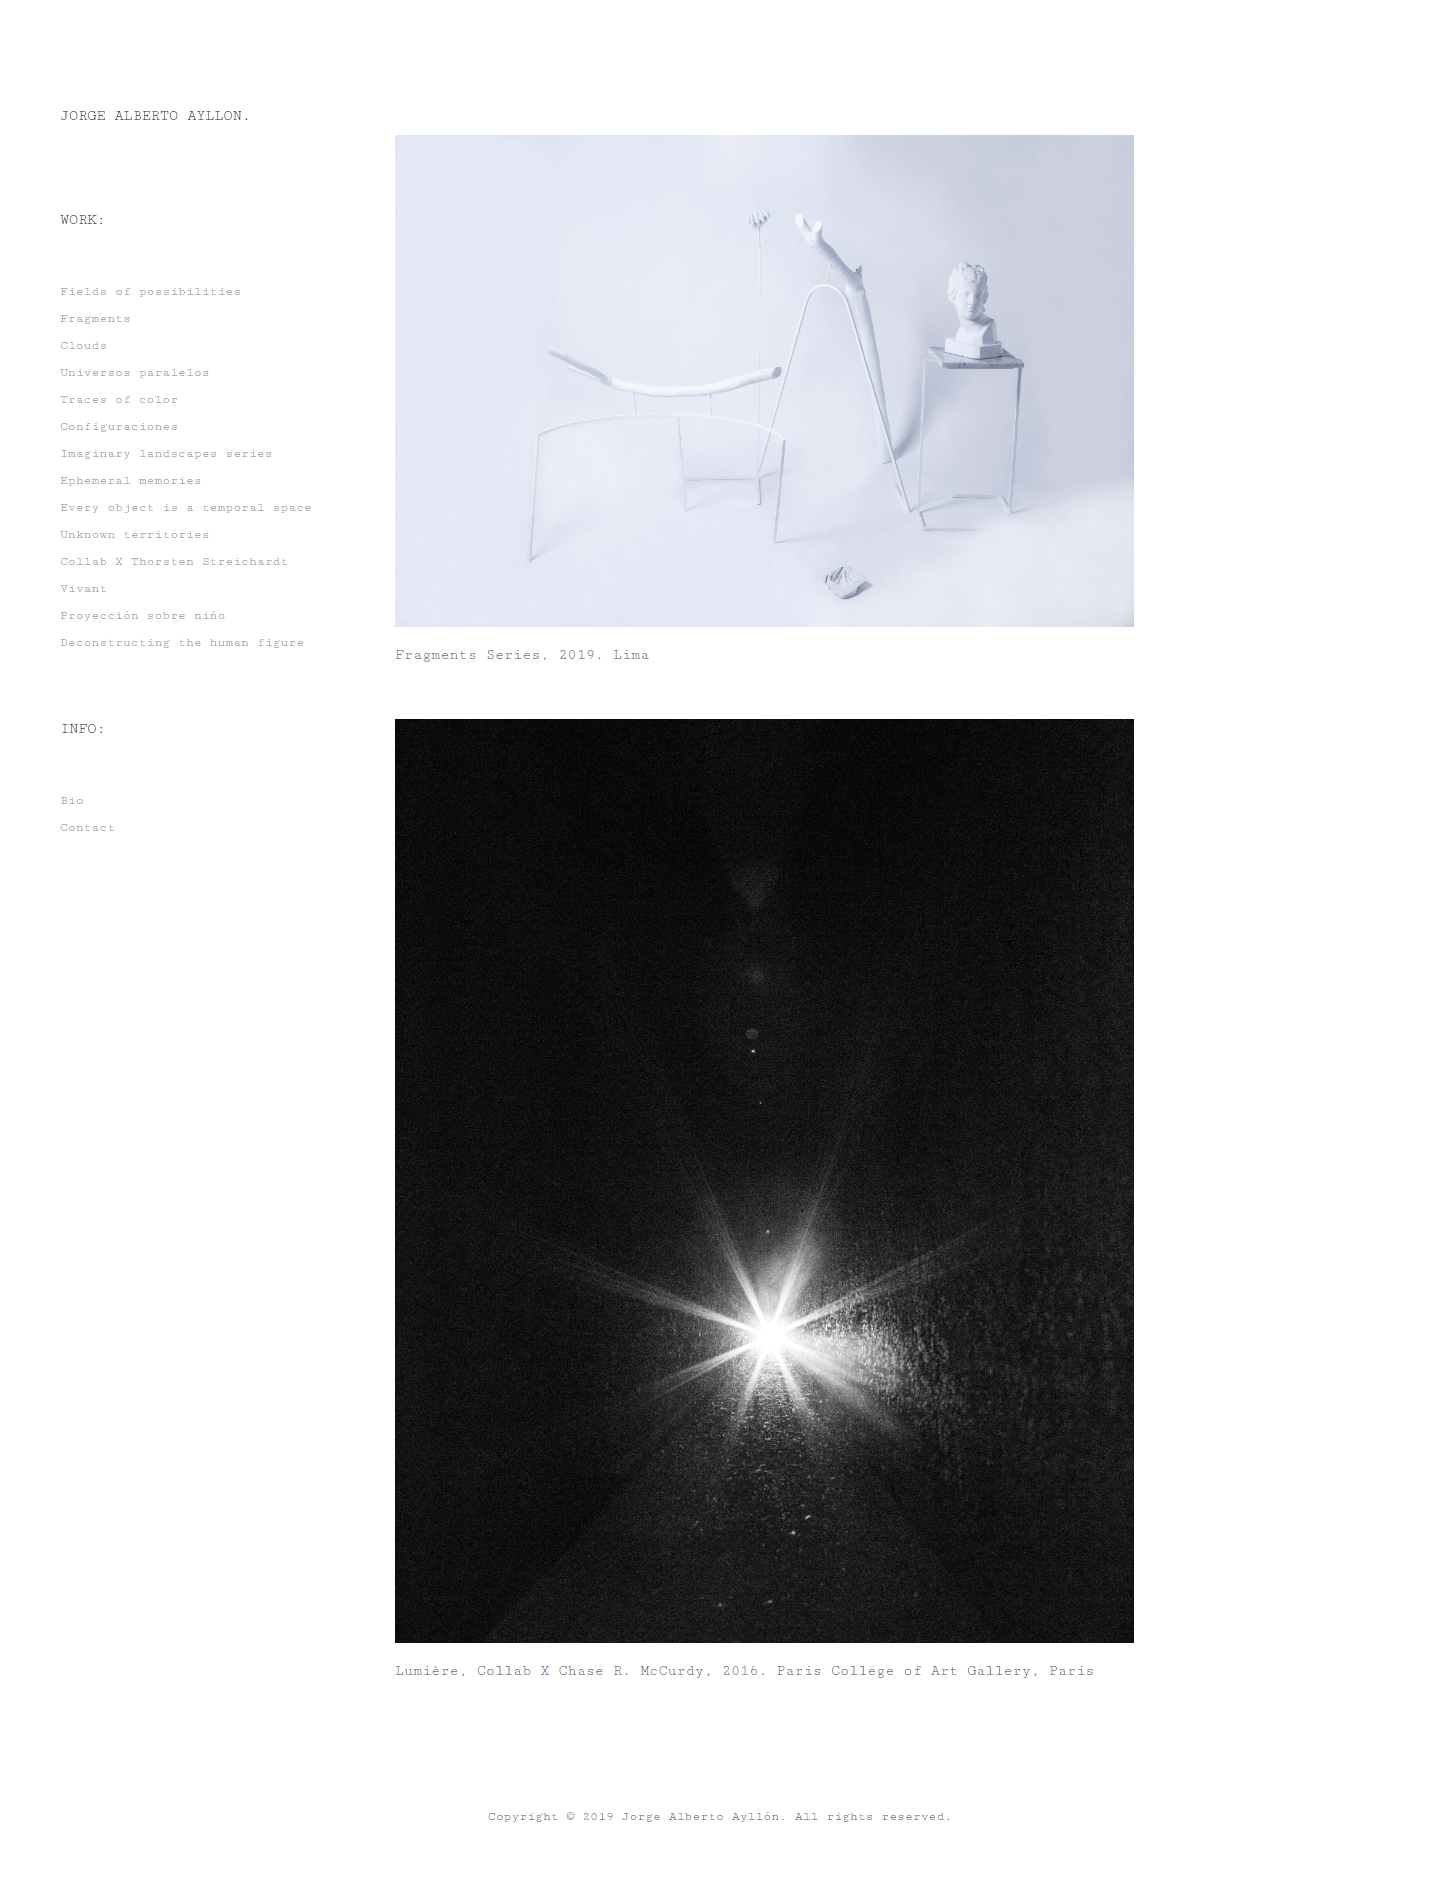 JORGE ALBERTO AYLLON.
WORK:
Fields of possibilities
Fragments
Clouds
Universos paralelos
Traces of color
Configuraciones
Imaginary landscapes series
Ephemeral memories
Every object is a temporal space
Unknown territories
Collab X Thorsten Streichardt
Vivant
Proyección sobre niño
Deconstructing the human figure
INFO:
Bio
Contact
Fragments Series, 2019. Lima
Lumière, Collab X Chase R. McCurdy, 2016. Paris College of Art Gallery, Paris
Copyright © 2019 Jorge Alberto Ayllón. All rights reserved.